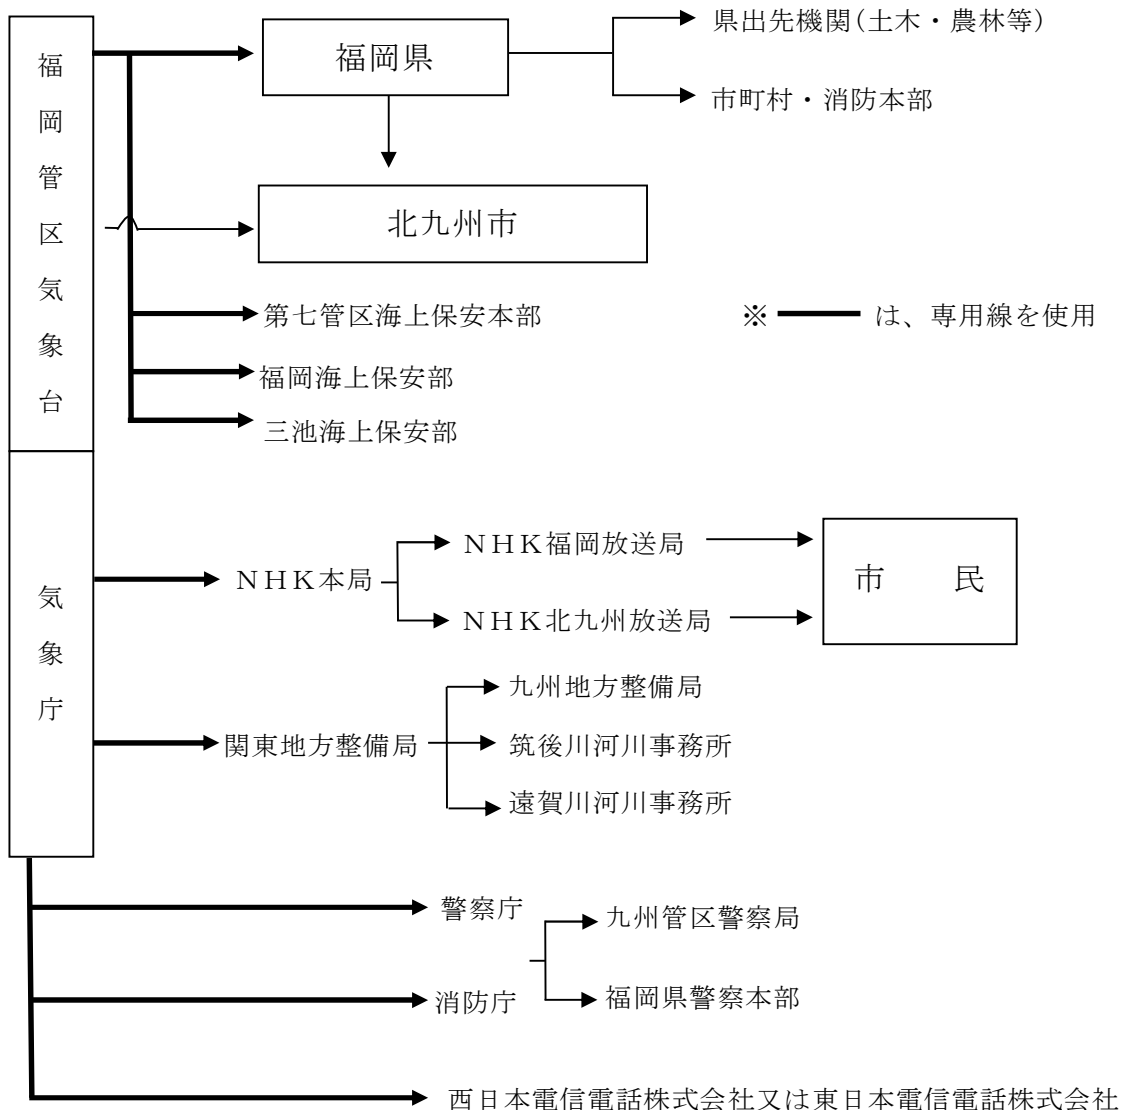 福岡管区気象台
福岡県
県出先機関(土木・農林等)
市町村・消防本部
北九州市
第七管区海上保安本部
※ は、専用線を使用
福岡海上保安部
三池海上保安部
気象庁
NHK本局
NHK福岡放送局
NHK北九州放送局
市 民
関東地方整備局
九州地方整備局
筑後川河川事務所
遠賀川河川事務所
警察庁
九州管区警察局
消防庁
福岡県警察本部
西日本電信電話株式会社又は東日本電信電話株式会社